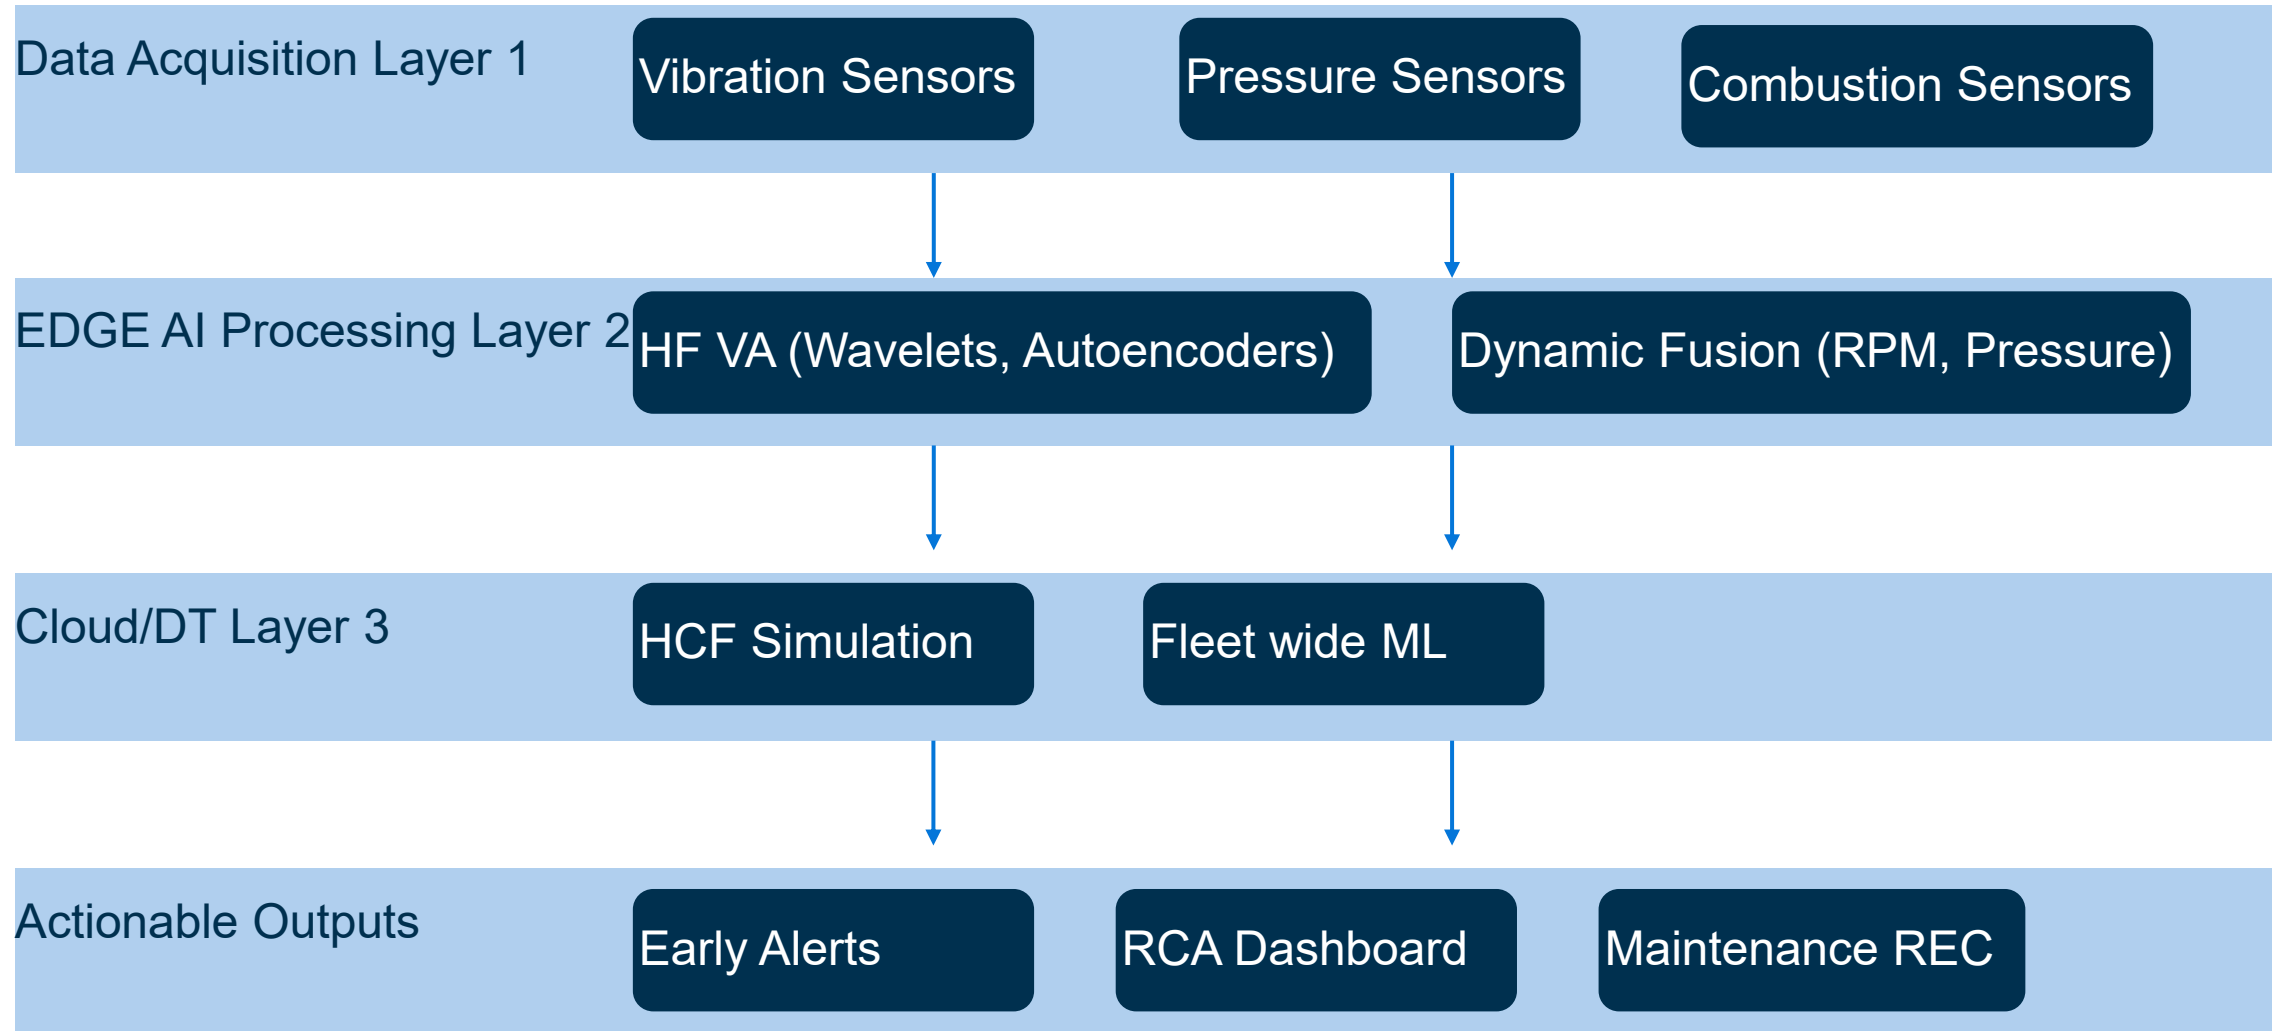 Data Acquisition Layer 1
Vibration Sensors
Pressure Sensors
Combustion Sensors
EDGE AI Processing Layer 2
HF VA (Wavelets, Autoencoders)
Dynamic Fusion (RPM, Pressure)
Cloud/DT Layer 3
HCF Simulation
Fleet wide ML
Actionable Outputs
Early Alerts
RCA Dashboard
Maintenance REC